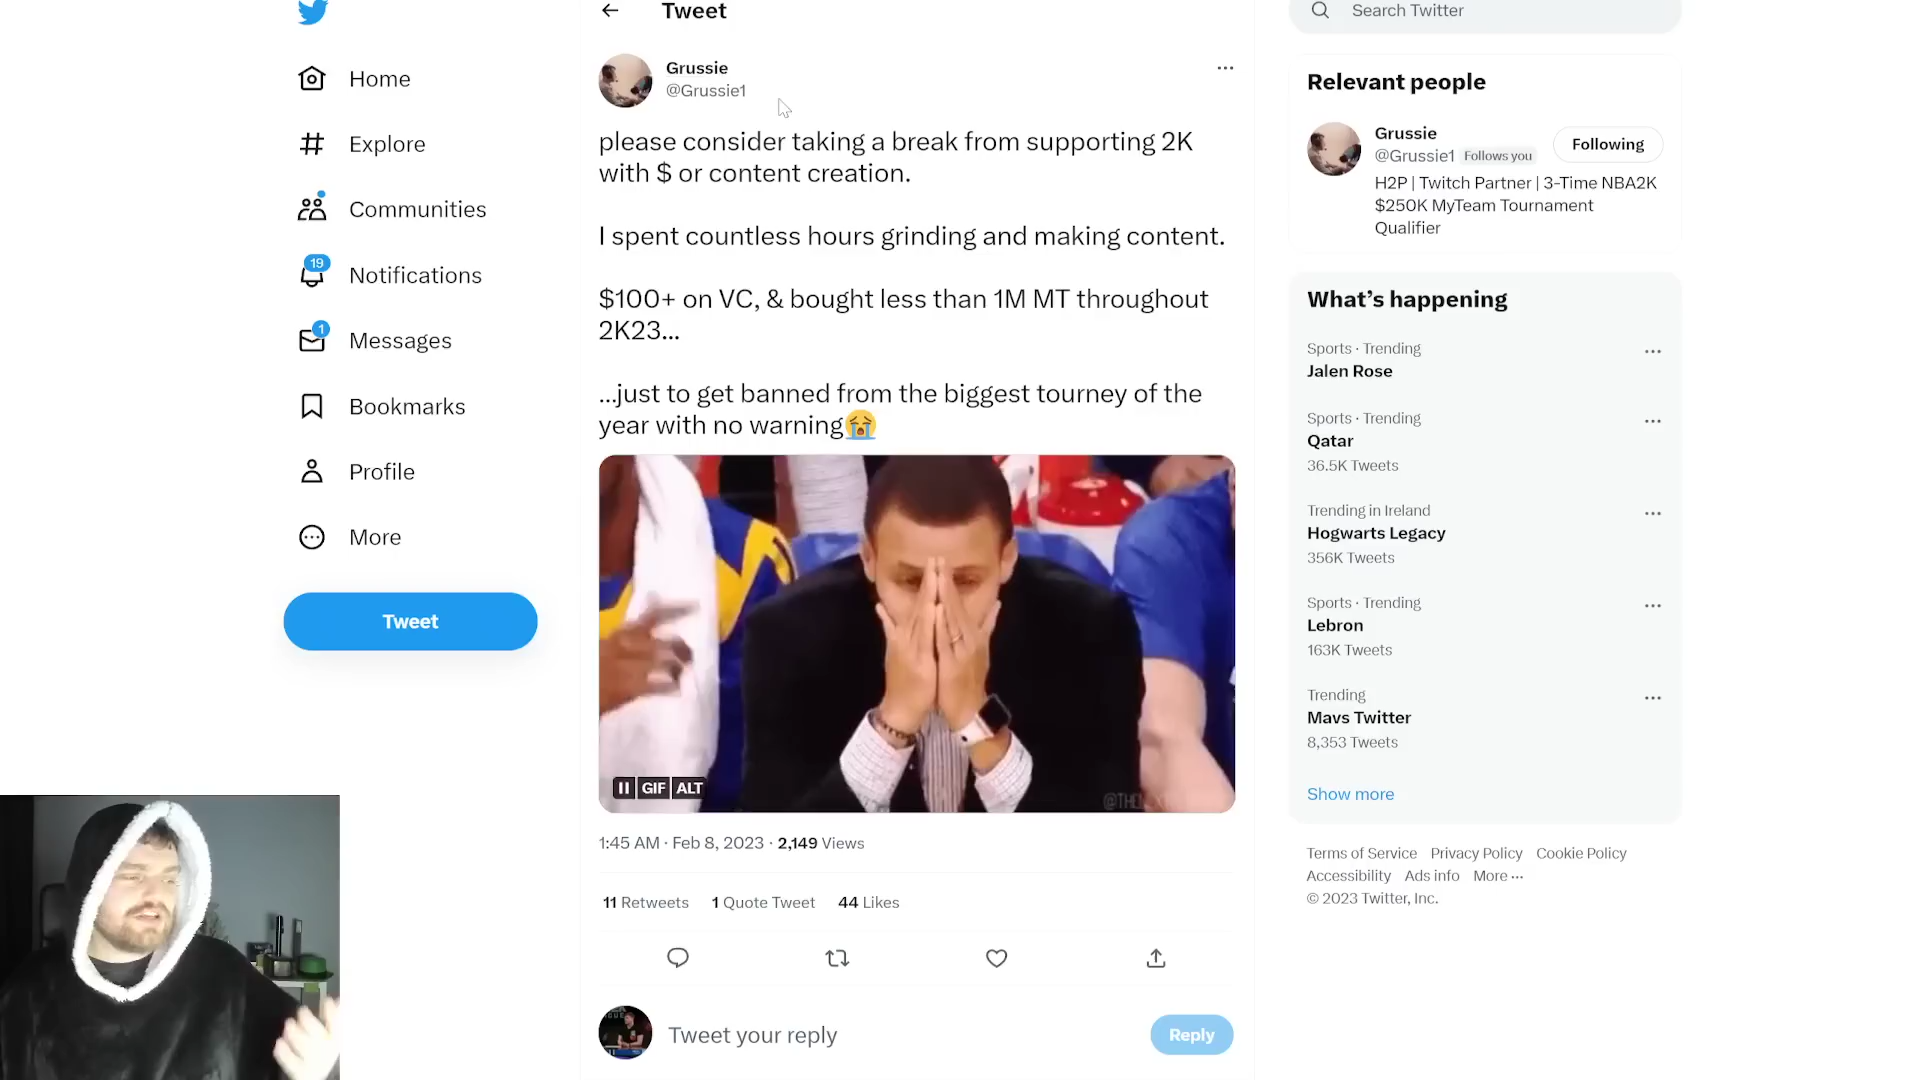 Home
Explore
Communities
19
Notifications
1
Messages
Bookmarks
Profile
More
Tweet
Tweet
Grussie
@Grussie1
please consider taking a break from supporting 2K
with $ or content creation.
I spent countless hours grinding and making content.
$100+ on VC, & bought less than 1M MT throughout
2K23...
...just to get banned from the biggest tourney of the
year with no warning😭
GIF ALT
1:45 AM · Feb 8, 2023 · 2,149 Views
11 Retweets 1 Quote Tweet 44 Likes
Tweet your reply
Reply
Search Twitter
Relevant people
Grussie
@Grussie1 Follows you
Following
H2P | Twitch Partner | 3-Time NBA2K
$250K MyTeam Tournament
Qualifier
What's happening
Sports · Trending
Jalen Rose
Sports · Trending
Qatar
36.5K Tweets
Trending in Ireland
Hogwarts Legacy
356K Tweets
Sports · Trending
Lebron
163K Tweets
Trending
Mavs Twitter
8,353 Tweets
Show more
Terms of Service Privacy Policy Cookie Policy
Accessibility Ads info More ...
© 2023 Twitter, Inc.